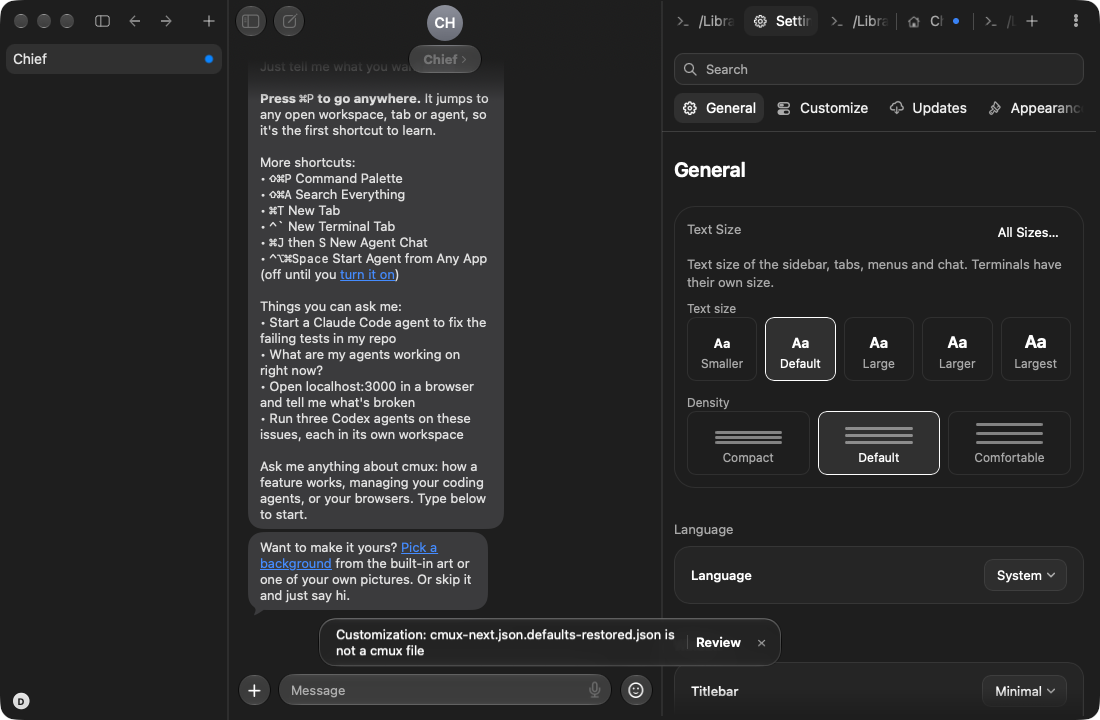 Chief
D
CH
Chief ›
Just tell me what you wa
Press ⌘P to go anywhere. It jumps to
any open workspace, tab or agent, so
it's the first shortcut to learn.
More shortcuts:
• ⇧⌘P Command Palette
• ⇧⌘A Search Everything
• ⌘T New Tab
• ^` New Terminal Tab
• ⌘J then S New Agent Chat
• ^⌥⌘Space Start Agent from Any App
(off until you turn it on)
Things you can ask me:
• Start a Claude Code agent to fix the
failing tests in my repo
• What are my agents working on
right now?
• Open localhost:3000 in a browser
and tell me what's broken
• Run three Codex agents on these
issues, each in its own workspace
Ask me anything about cmux: how a
feature works, managing your coding
agents, or your browsers. Type below
to start.
Want to make it yours? Pick a
background from the built-in art or
one of your own pictures. Or skip it
and just say hi.
Customization: cmux-next.json.defaults-restored.json is
not a cmux file
Review ×
Message
/Libra Settin /Libra Ch /L
Search
General Customize Updates Appearanc
General
Text Size All Sizes...
Text size of the sidebar, tabs, menus and chat. Terminals have
their own size.
Text size
Aa Aa Aa Aa Aa
Smaller Default Large Larger Largest
Density
Compact Default Comfortable
Language
Language System
Titlebar Minimal